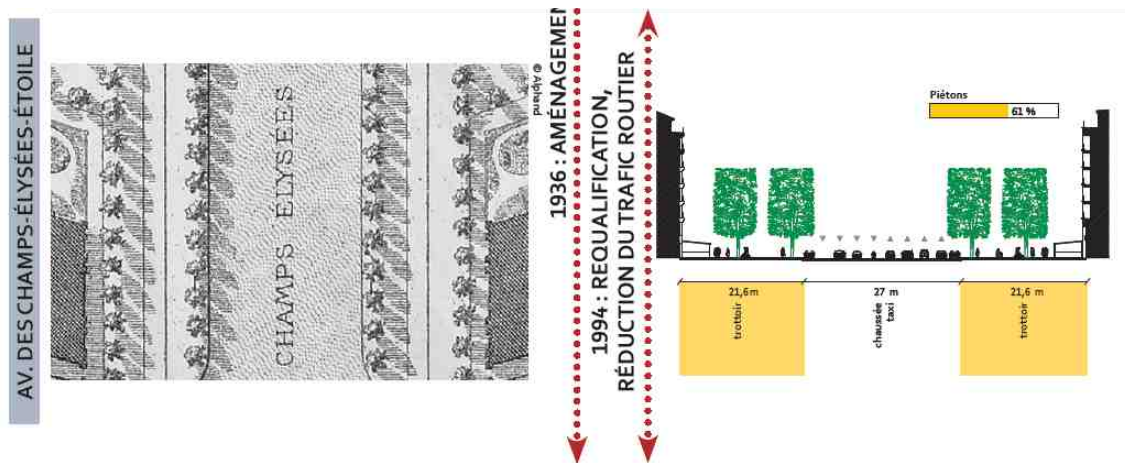 AV. DES CHAMPS-ÉLYSÉES-ÉTOILE
CHAMPS ELYSEES
© Alphand
1936 : AMÉNAGEMEN
1994 : REQUALIFICATION,
RÉDUCTION DU TRAFIC ROUTIER
Piétons
61 %
21,6 m
27 m
21,6 m
trottoir
chaussée
taxi
trottoir